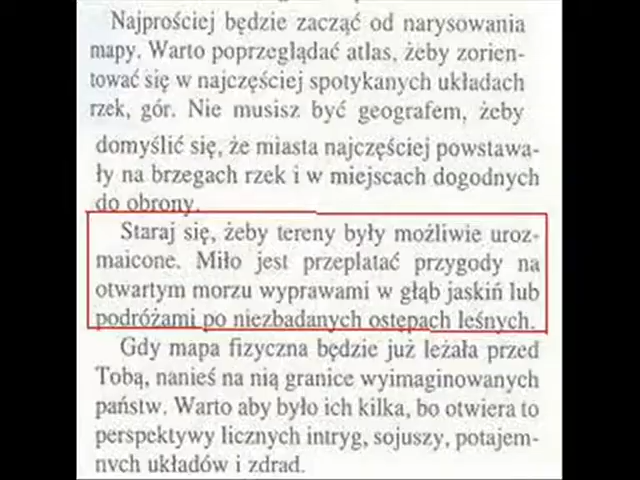 Najprościej będzie zacząć od narysowania
mapy. Warto poprzeglądać atlas, żeby zorien-
tować się w najczęściej spotykanych układach
rzek, gór. Nie musisz być geografem, żeby
domyślić się, że miasta najczęściej powstawa-
ły na brzegach rzek i w miejscach dogodnych
do obrony.
Staraj się, żeby tereny były możliwie uroz-
maicone. Miło jest przeplatać przygody na
otwartym morzu wyprawami w głąb jaskiń lub
podróżami po niezbadanych ostępach leśnych.
Gdy mapa fizyczna będzie już leżała przed
Tobą, nanieś na nią granice wyimaginowanych
państw. Warto aby było ich kilka, bo otwiera to
perspektywy licznych intryg, sojuszy, potajem-
nych układów i zdrad.